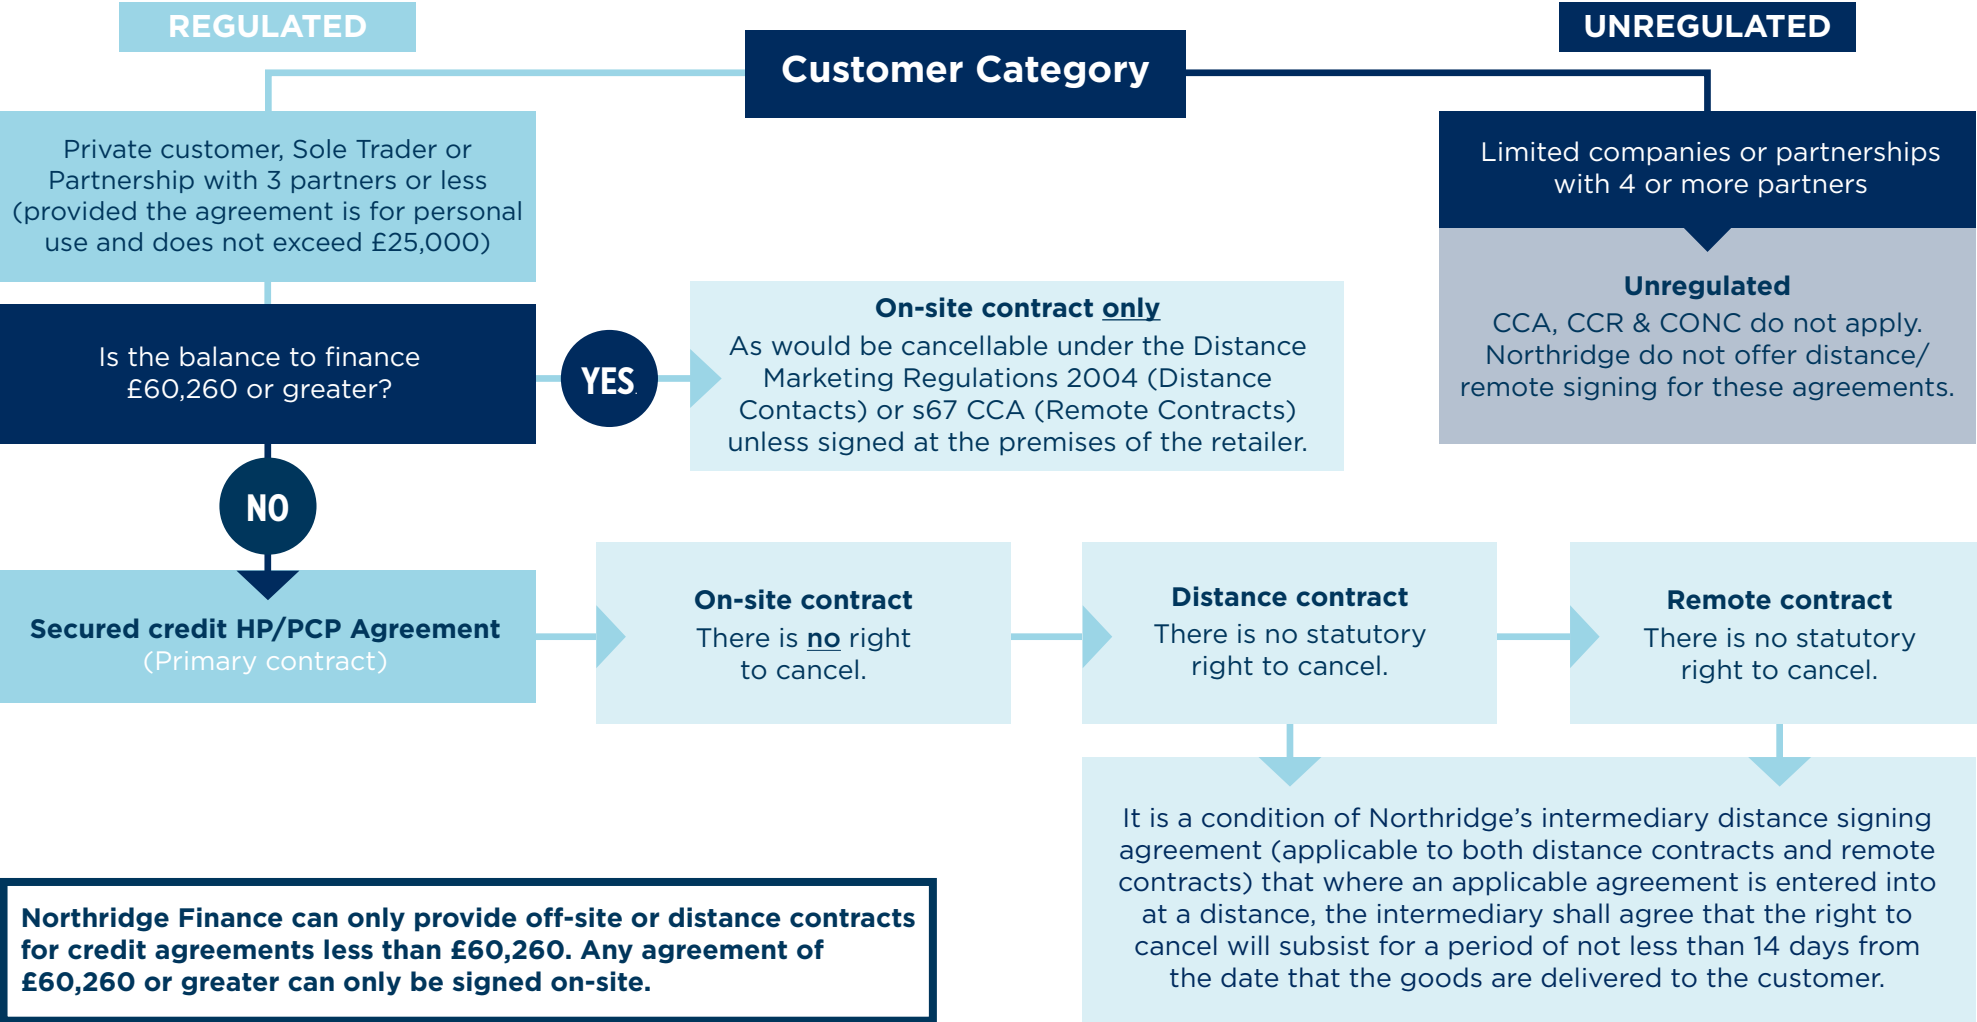 REGULATED
UNREGULATED
Customer Category
Private customer, Sole Trader or
Partnership with 3 partners or less
(provided the agreement is for personal
use and does not exceed £25,000)
Limited companies or partnerships
with 4 or more partners
Unregulated
CCA, CCR & CONC do not apply.
Northridge do not offer distance/
remote signing for these agreements.
Is the balance to finance
£60,260 or greater?
YES.
On-site contract only
As would be cancellable under the Distance
Marketing Regulations 2004 (Distance
Contacts) or s67 CCA (Remote Contracts)
unless signed at the premises of the retailer.
NO
Secured credit HP/PCP Agreement
(Primary contract)
On-site contract
There is no right
to cancel.
Distance contract
There is no statutory
right to cancel.
Remote contract
There is no statutory
right to cancel.
It is a condition of Northridge’s intermediary distance signing
agreement (applicable to both distance contracts and remote
contracts) that where an applicable agreement is entered into
at a distance, the intermediary shall agree that the right to
cancel will subsist for a period of not less than 14 days from
the date that the goods are delivered to the customer.
Northridge Finance can only provide off-site or distance contracts
for credit agreements less than £60,260. Any agreement of
£60,260 or greater can only be signed on-site.